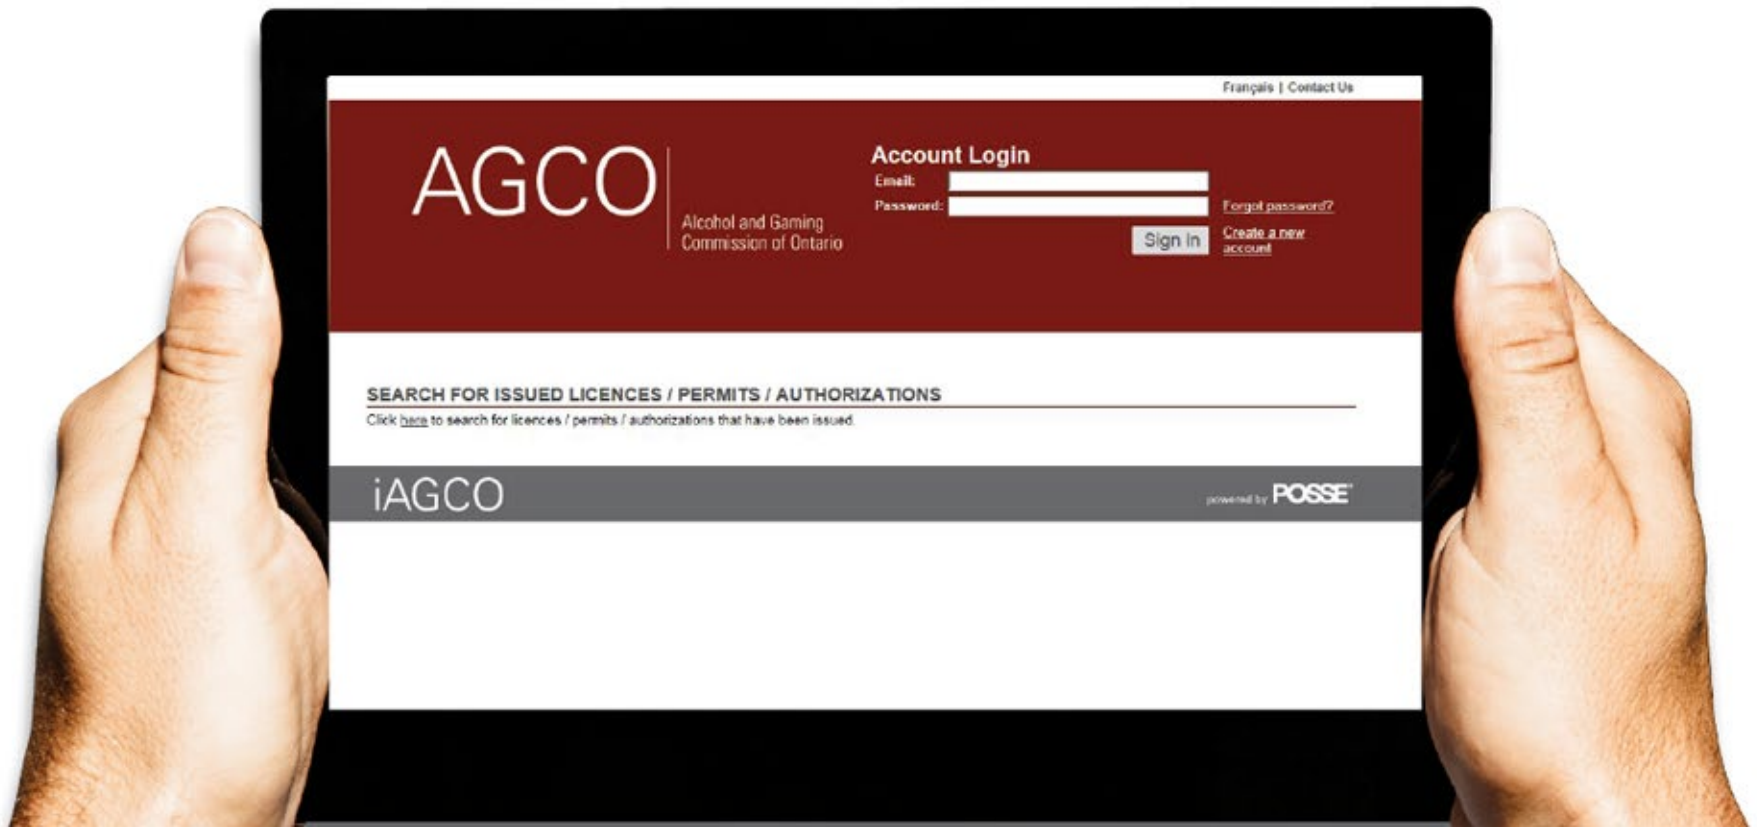 Français | Contact Us
AGCO
Alcohol and Gaming
Commission of Ontario
Account Login
Email:
Password:
Forgot password?
Sign In
Create a new
account
SEARCH FOR ISSUED LICENCES / PERMITS / AUTHORIZATIONS
Click here to search for licences / permits / authorizations that have been issued.
iAGCO
powered by POSSE